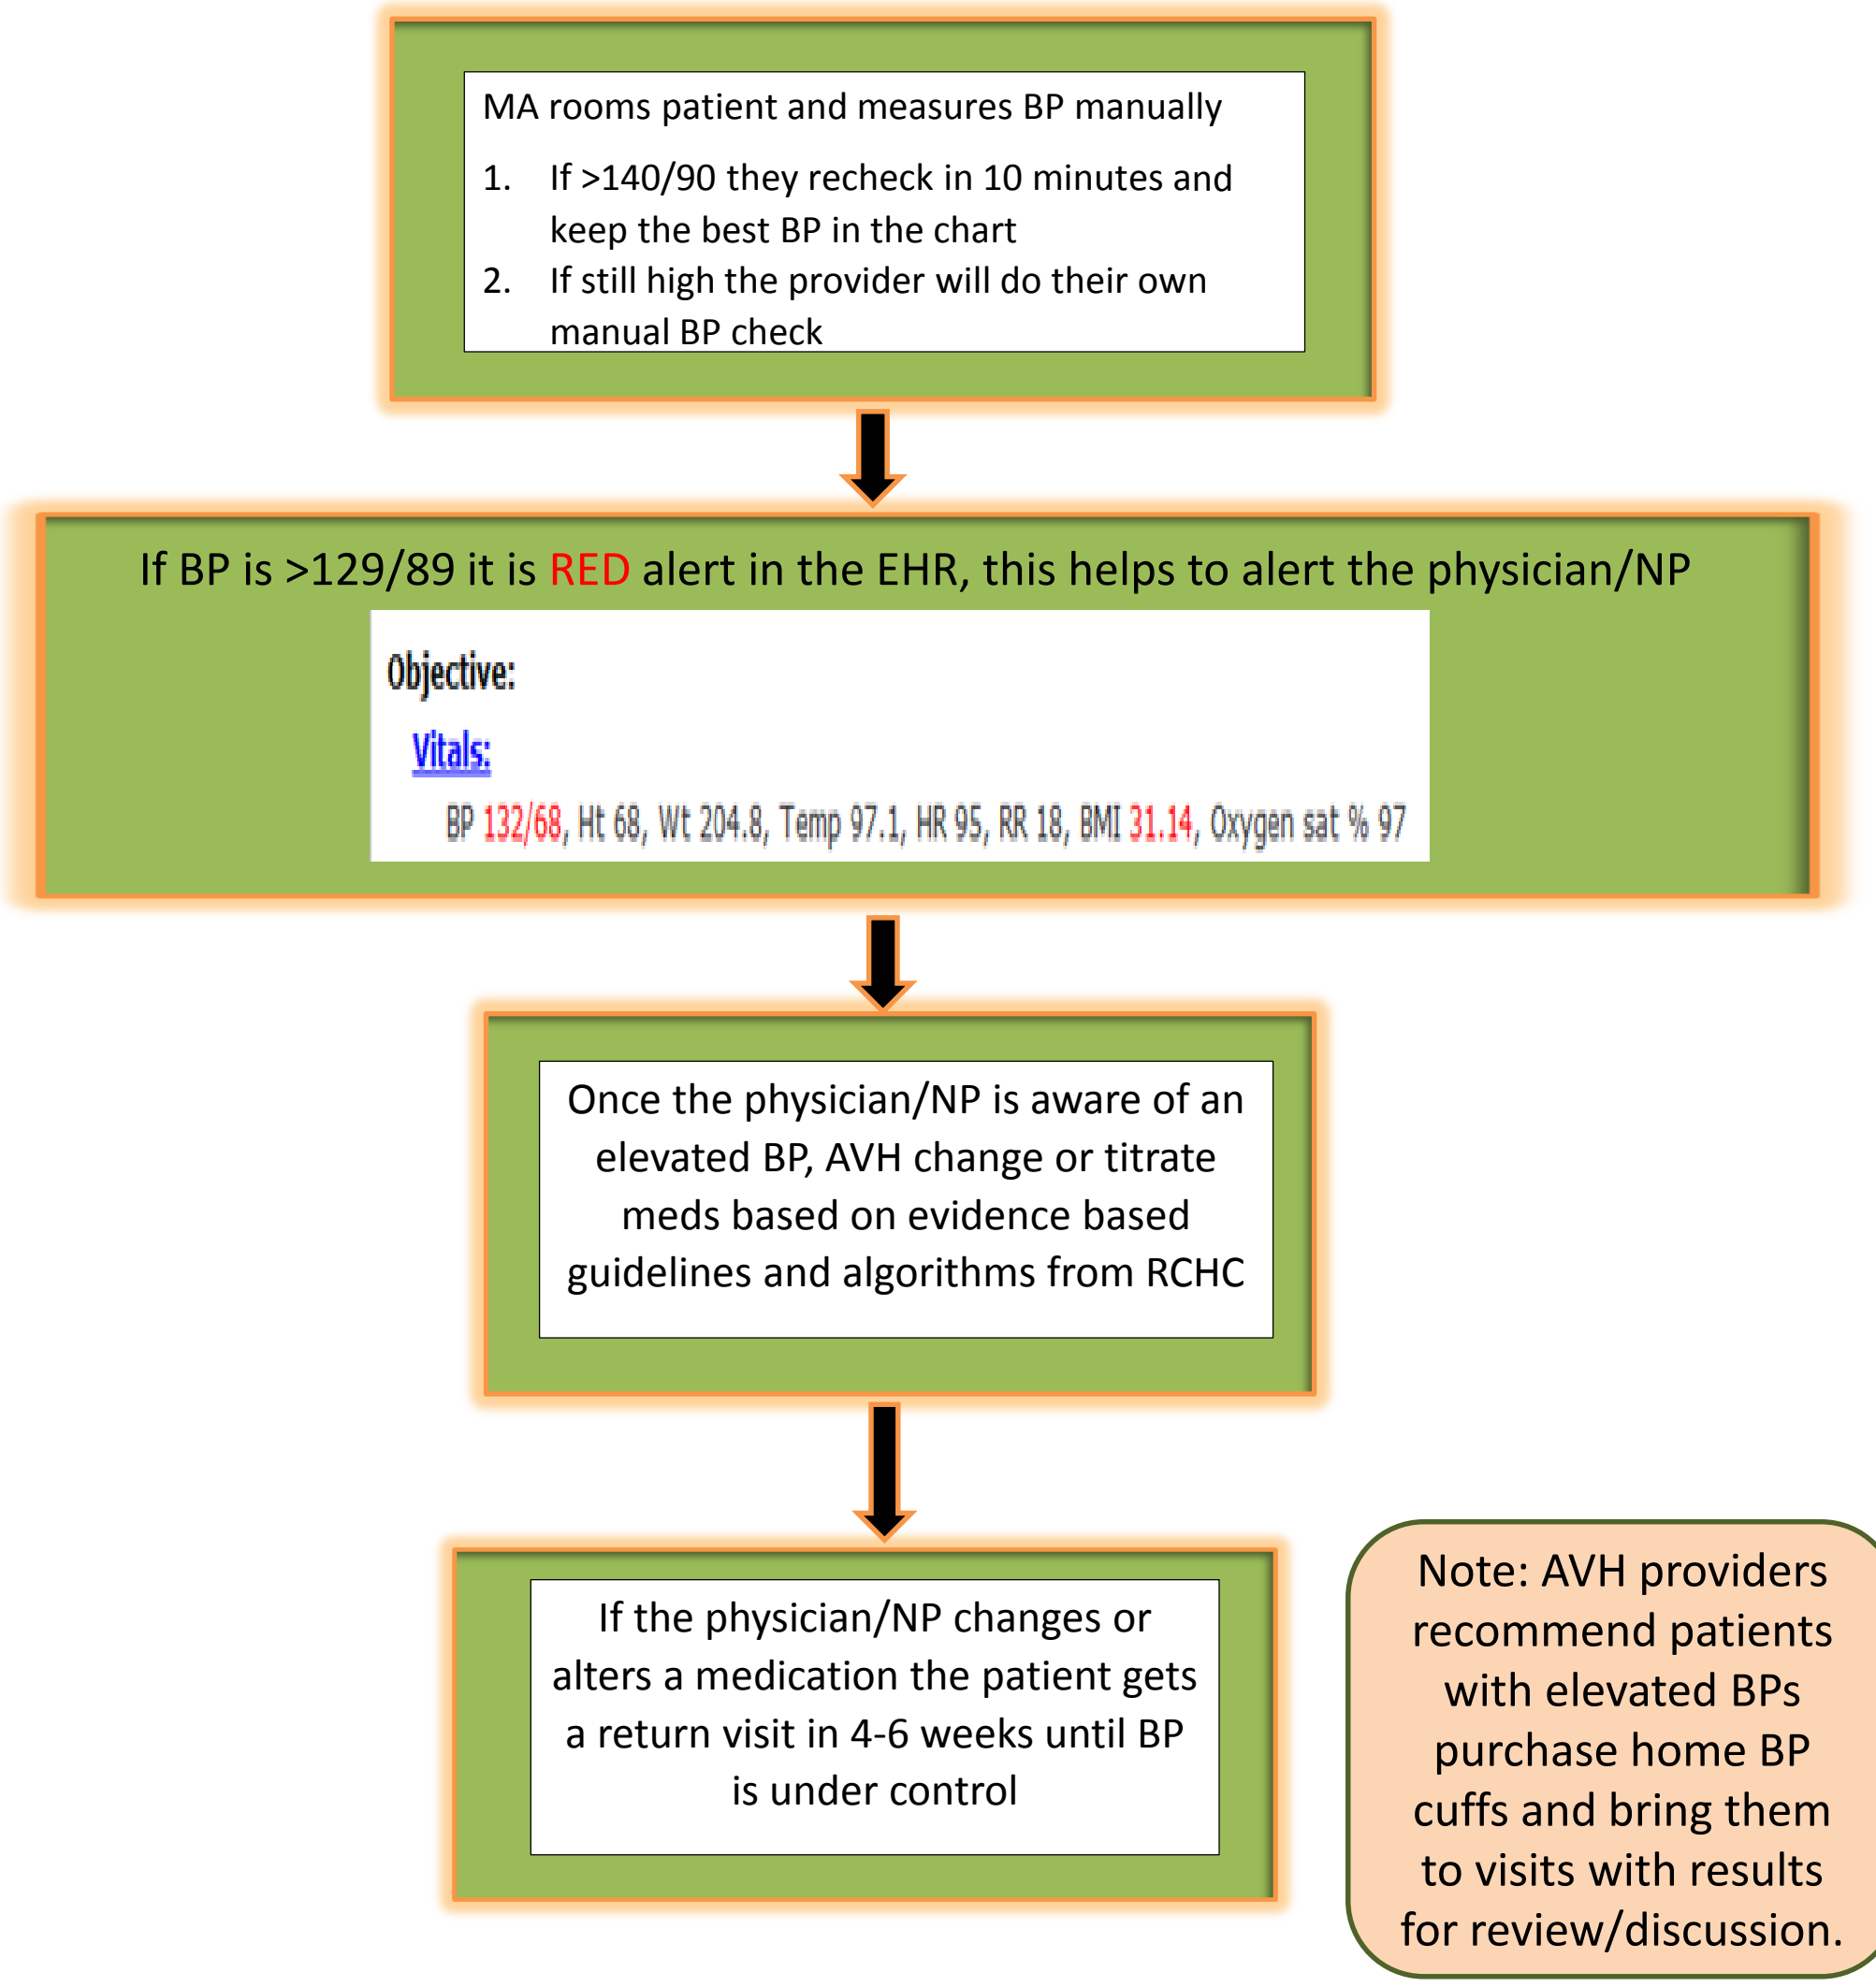 MA rooms patient and measures BP manually
1. If >140/90 they recheck in 10 minutes and
keep the best BP in the chart
2. If still high the provider will do their own
manual BP check
If BP is >129/89 it is RED alert in the EHR, this helps to alert the physician/NP
Objective:
Vitals:
BP 132/68, Ht 68, Wt 204.8, Temp 97.1, HR 95, RR 18, BMI 31.14, Oxygen sat % 97
Once the physician/NP is aware of an
elevated BP, AVH change or titrate
meds based on evidence based
guidelines and algorithms from RCHC
If the physician/NP changes or
alters a medication the patient gets
a return visit in 4-6 weeks until BP
is under control
Note: AVH providers
recommend patients
with elevated BPs
purchase home BP
cuffs and bring them
to visits with results
for review/discussion.